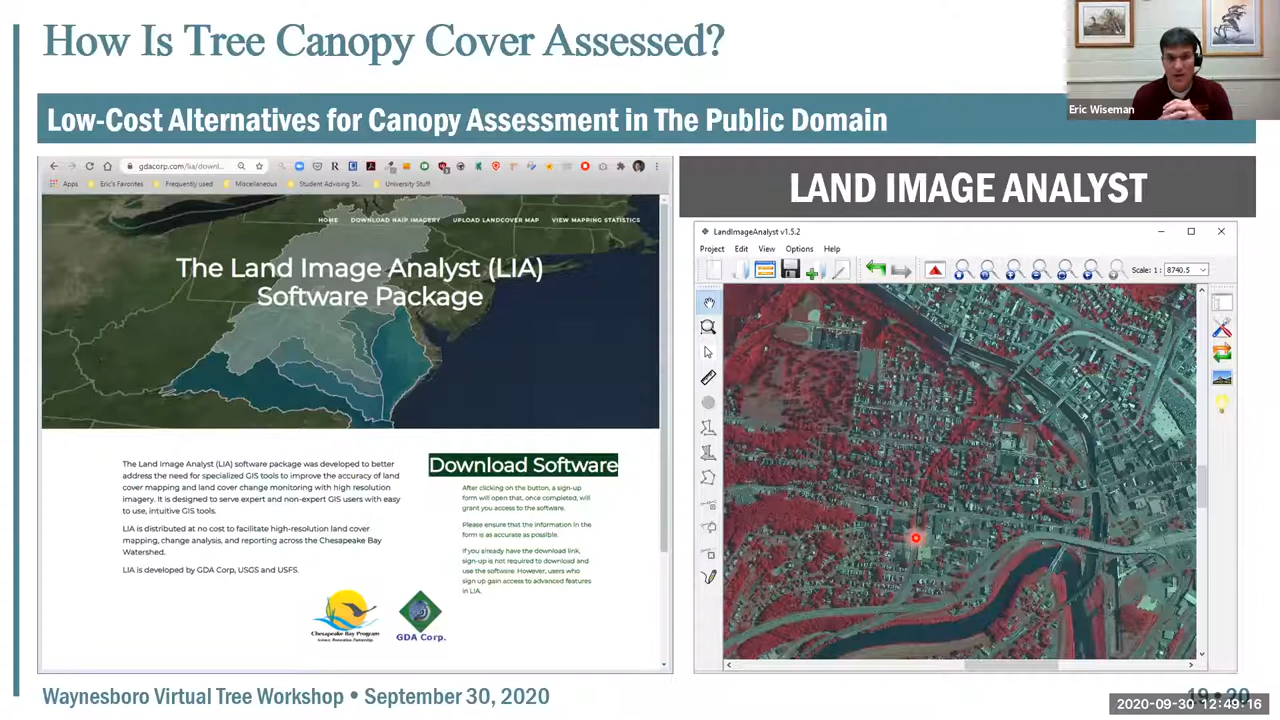 How Is Tree Canopy Cover Assessed?
Eric Wiseman
Low-Cost Alternatives for Canopy Assessment in The Public Domain
gdacorp.com/lia/downl...
Apps
Eric's Favorites
Frequently used
Miscellaneous
Student Advising St...
University Stuff
HOME
DOWNLOAD NAIP IMAGERY
UPLOAD LANDCOVER MAP
VIEW MAPPING STATISTICS
The Land Image Analyst (LIA)
Software Package
The Land Image Analyst (LIA) software package was developed to better
address the need for specialized GIS tools to improve the accuracy of land
cover mapping and land cover change monitoring with high resolution
imagery. It is designed to serve expert and non-expert GIS users with easy
to use, intuitive GIS tools.
LIA is distributed at no cost to facilitate high-resolution land cover
mapping, change analysis, and reporting across the Chesapeake Bay
Watershed.
LIA is developed by GDA Corp, USGS and USFS.
Download Software
After clicking on the button, a sign-up
form will open that, once completed, will
grant you access to the software.
Please ensure that the information in the
form is as accurate as possible.
If you already have the download link,
sign-up is not required to download and
use the software. However, users who
sign up gain access to advanced features
in LIA.
Chesapeake Bay Program
Science. Restoration. Partnership.
GDA Corp.
LAND IMAGE ANALYST
LandImageAnalyst v1.5.2
Project Edit View Options Help
Scale: 1 : 8740.5
Waynesboro Virtual Tree Workshop • September 30, 2020
19 • 20
2020-09-30 12:49:16